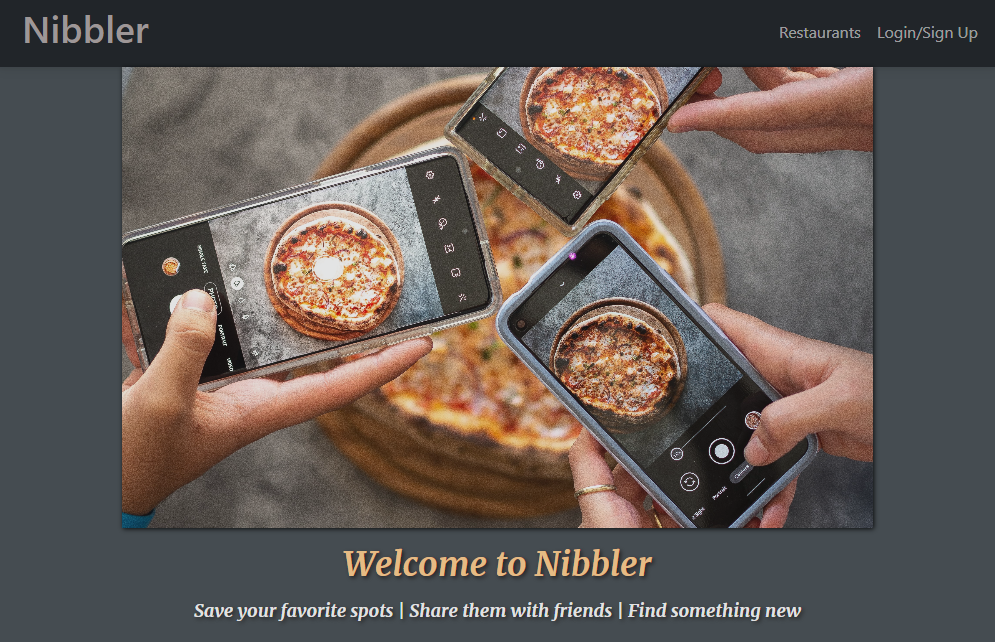 Nibbler
Restaurants Login/Sign Up
Portrait
Welcome to Nibbler
Save your favorite spots | Share them with friends | Find something new